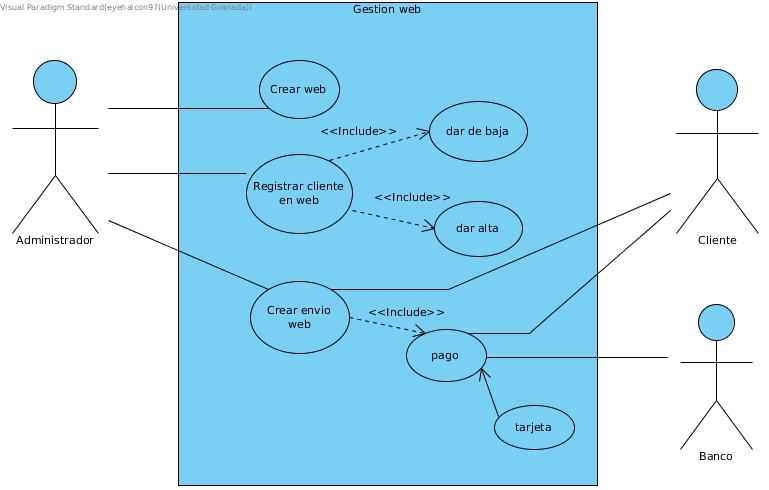 Visual Paradigm Standard(eyehalcon97(Universidad Granada))
Gestion web
Crear web
<<Include>>
dar de baja
Registrar cliente
en web
<<Include>>
dar alta
Administrador
Cliente
Crear envio
web
<<Include>>
pago
tarjeta
Banco